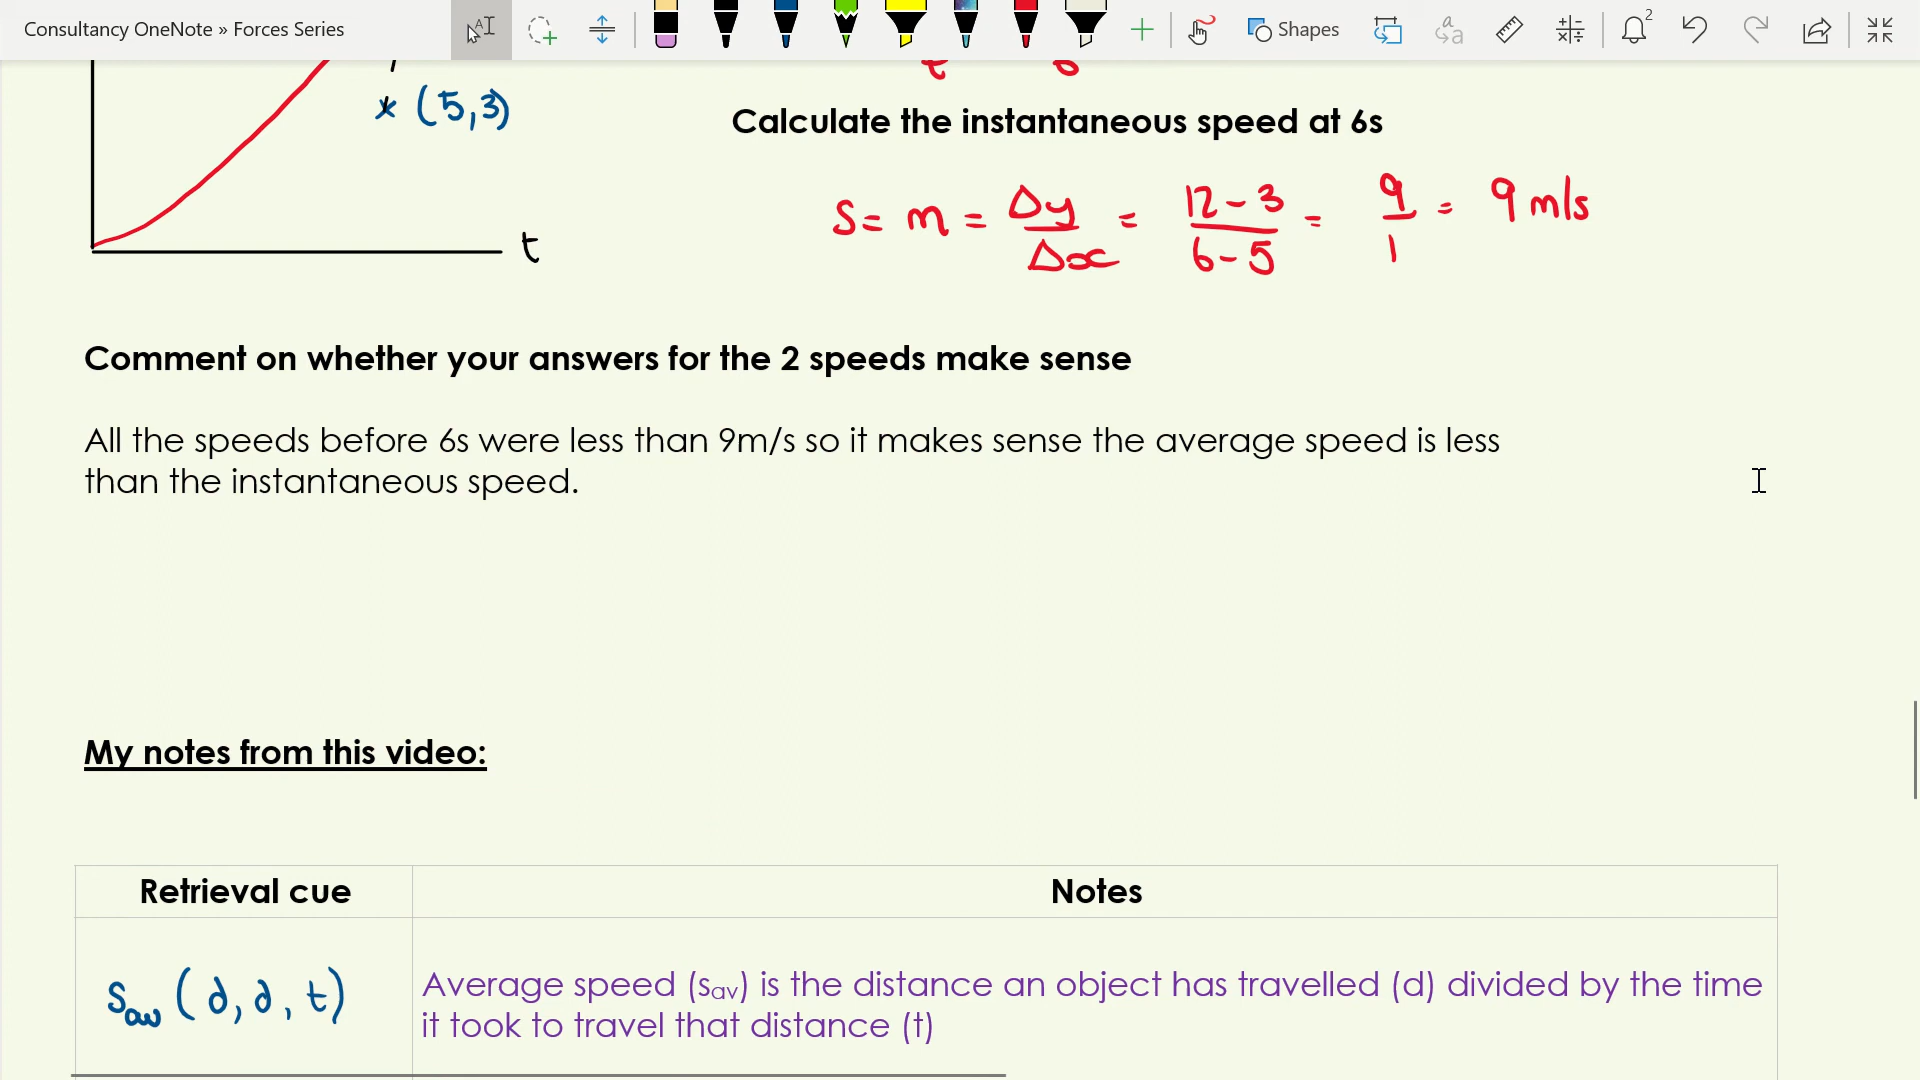 Consultancy OneNote » Forces Series
Shapes
2
(5,3)
t
Calculate the instantaneous speed at 6s
S = m = Δy/Δx = 12-3/6-5 = 9/1 = 9 m/s
Comment on whether your answers for the 2 speeds make sense
All the speeds before 6s were less than 9m/s so it makes sense the average speed is less
than the instantaneous speed.
My notes from this video:
Retrieval cue
Notes
Sav (d, d, t)
Average speed (sav) is the distance an object has travelled (d) divided by the time
it took to travel that distance (t)